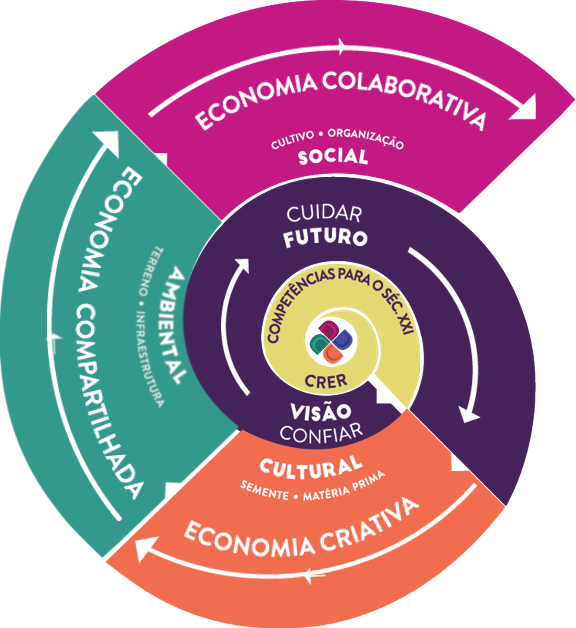 ECONOMIA COLABORATIVA
CULTIVO • ORGANIZAÇÃO
SOCIAL
CUIDAR
FUTURO
COMPETÊNCIAS PARA O SÉC. XXI
CRER
VISÃO
CONFIAR
CULTURAL
SEMENTE • MATÉRIA PRIMA
ECONOMIA CRIATIVA
ECONOMIA COMPARTILHADA
AMBIENTAL
TERRENO • INFRAESTRUTURA